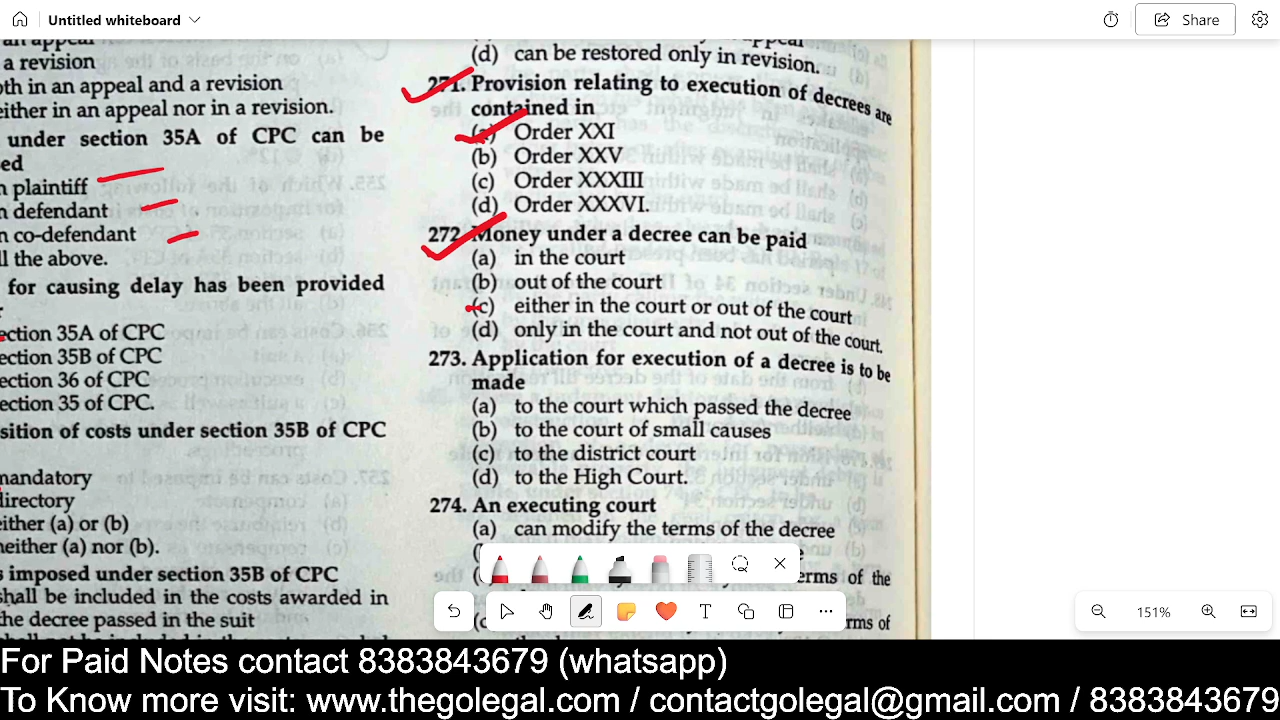 Untitled whiteboard
Share
an appeal
a revision
oth in an appeal and a revision
either in an appeal nor in a revision.
under section 35A of CPC can be
ed
n plaintiff
n defendant
n co-defendant
ll the above.
for causing delay has been provided
r
ection 35A of CPC
ection 35B of CPC
ection 36 of CPC
ection 35 of CPC.
sition of costs under section 35B of CPC
mandatory
directory
either (a) or (b)
neither (a) nor (b).
s imposed under section 35B of CPC
shall be included in the costs awarded in
he decree passed in the suit
(d) can be restored only in revision.
271. Provision relating to execution of decrees are
contained in
(a) Order XXI
(b) Order XXV
(c) Order XXXIII
(d) Order XXXVI.
272 Money under a decree can be paid
(a) in the court
(b) out of the court
(c) either in the court or out of the court
(d) only in the court and not out of the court.
273. Application for execution of a decree is to be
made
(a) to the court which passed the decree
(b) to the court of small causes
(c) to the district court
(d) to the High Court.
274. An executing court
(a) can modify the terms of the decree
erms of the
rms of
151%
For Paid Notes contact 8383843679 (whatsapp)
To Know more visit: www.thegolegal.com / contactgolegal@gmail.com / 8383843679